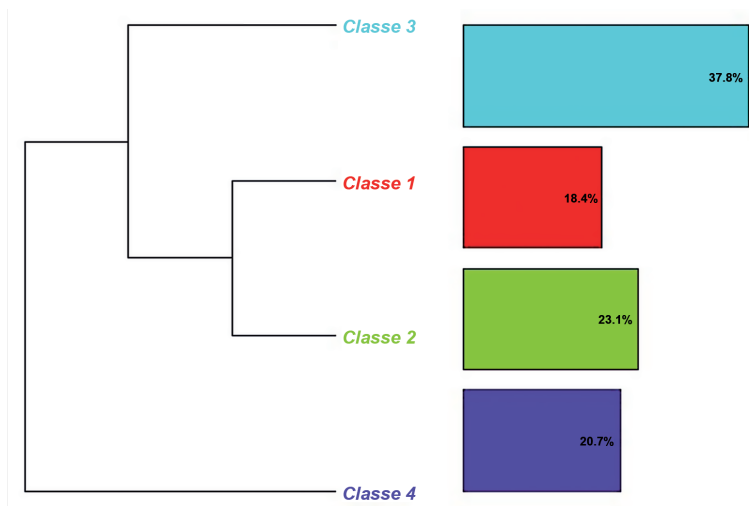 Classe 3
37.8%
Classe 1
18.4%
Classe 2
23.1%
Classe 4
20.7%